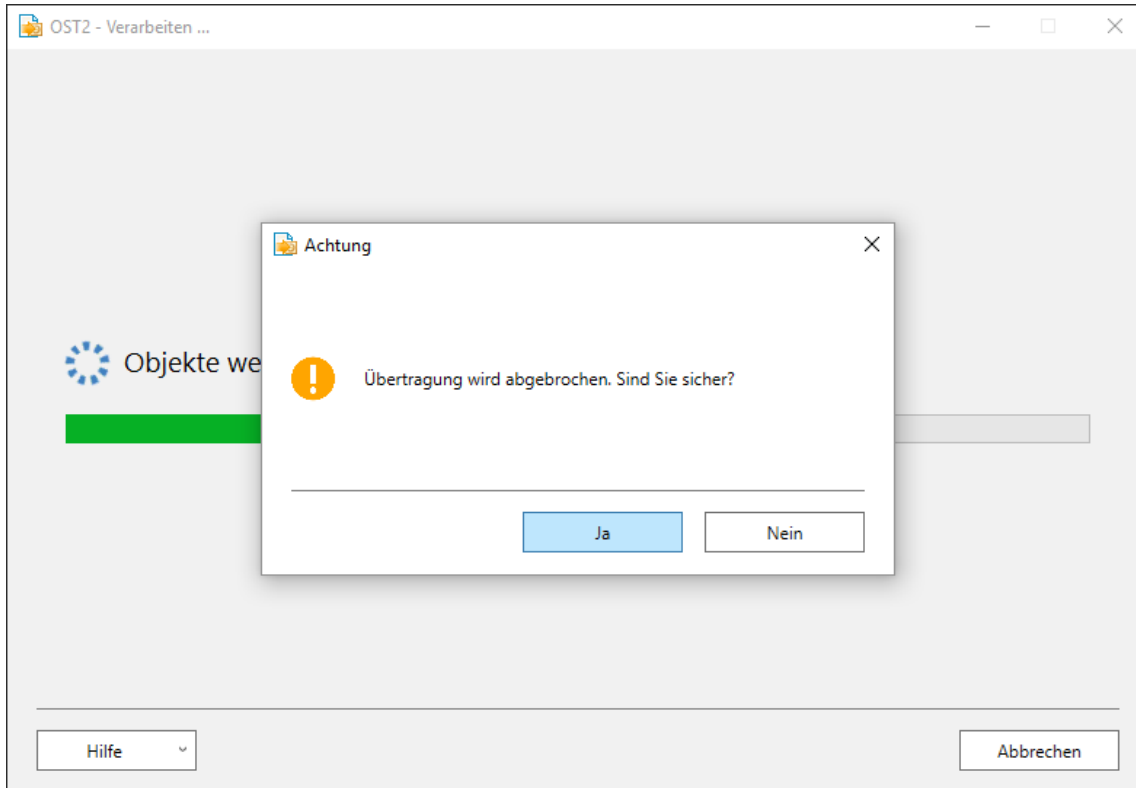 OST2 - Verarbeiten ...
Achtung
Objekte we
Übertragung wird abgebrochen. Sind Sie sicher?
Ja
Nein
Hilfe
Abbrechen